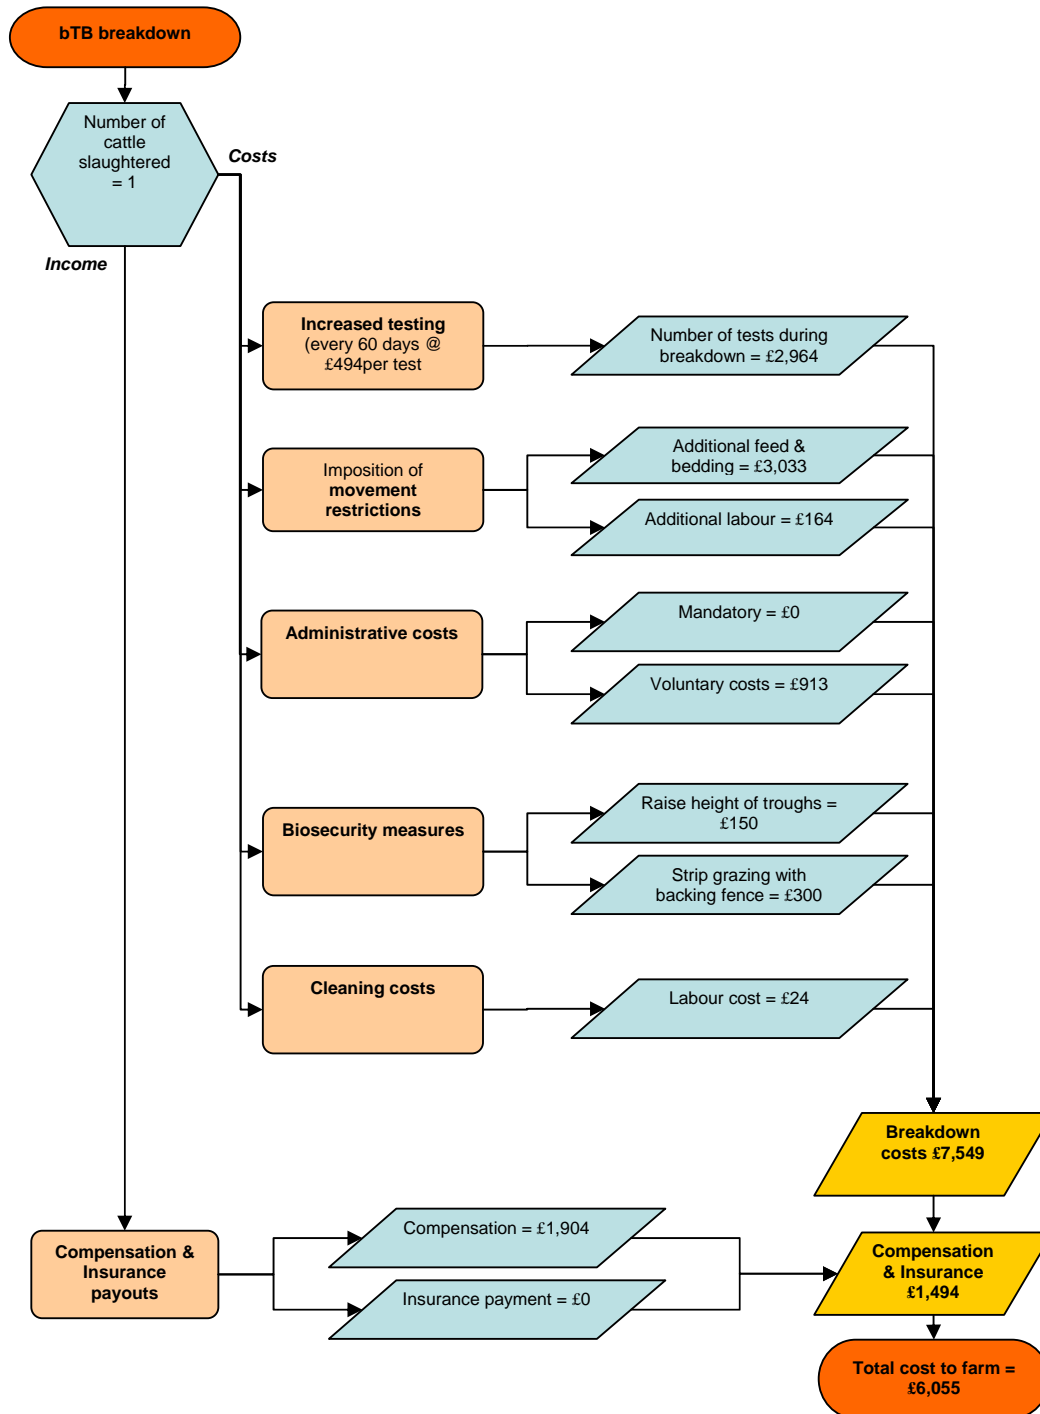 bTB breakdown
Number of
cattle
slaughtered
= 1
Costs
Income
Increased testing
(every 60 days @
£494per test
Number of tests during
breakdown = £2,964
Imposition of
movement
restrictions
Additional feed &
bedding = £3,033
Additional labour = £164
Administrative costs
Mandatory = £0
Voluntary costs = £913
Biosecurity measures
Raise height of troughs =
£150
Strip grazing with
backing fence = £300
Cleaning costs
Labour cost = £24
Breakdown
costs £7,549
Compensation &
Insurance
payouts
Compensation = £1,904
Insurance payment = £0
Compensation
& Insurance
£1,494
Total cost to farm =
£6,055